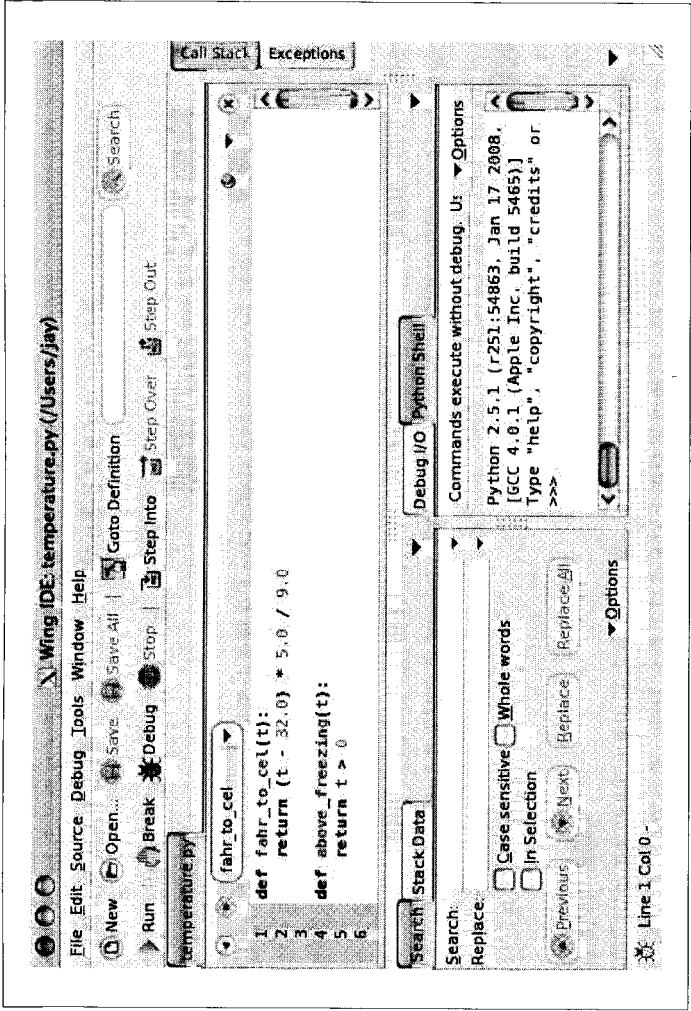 Wing IDE: temperature.py (/Users/jay)
File Edit Source Debug Tools Window Help
New Open... Save Save All Goto Definition Search
Run Break Debug Stop Step Into Step Over Step Out
temperature.py
fahr_to_cel
1 def fahr_to_cel(t):
2 return (t - 32.0) * 5.0 / 9.0
3
4 def above_freezing(t):
5 return t > 0
6
Call Stack Exceptions
Search Stack Data
Search:
Replace:
Case sensitive Whole words
In Selection
Previous Next Replace Replace All
Options
Debug I/O Python Shell
Commands execute without debug. U: Options
Python 2.5.1 (r251:54863, Jan 17 2008,
[GCC 4.0.1 (Apple Inc. build 5465)]
Type "help", "copyright", "credits" or
>>>
Line 1 Col 0 -